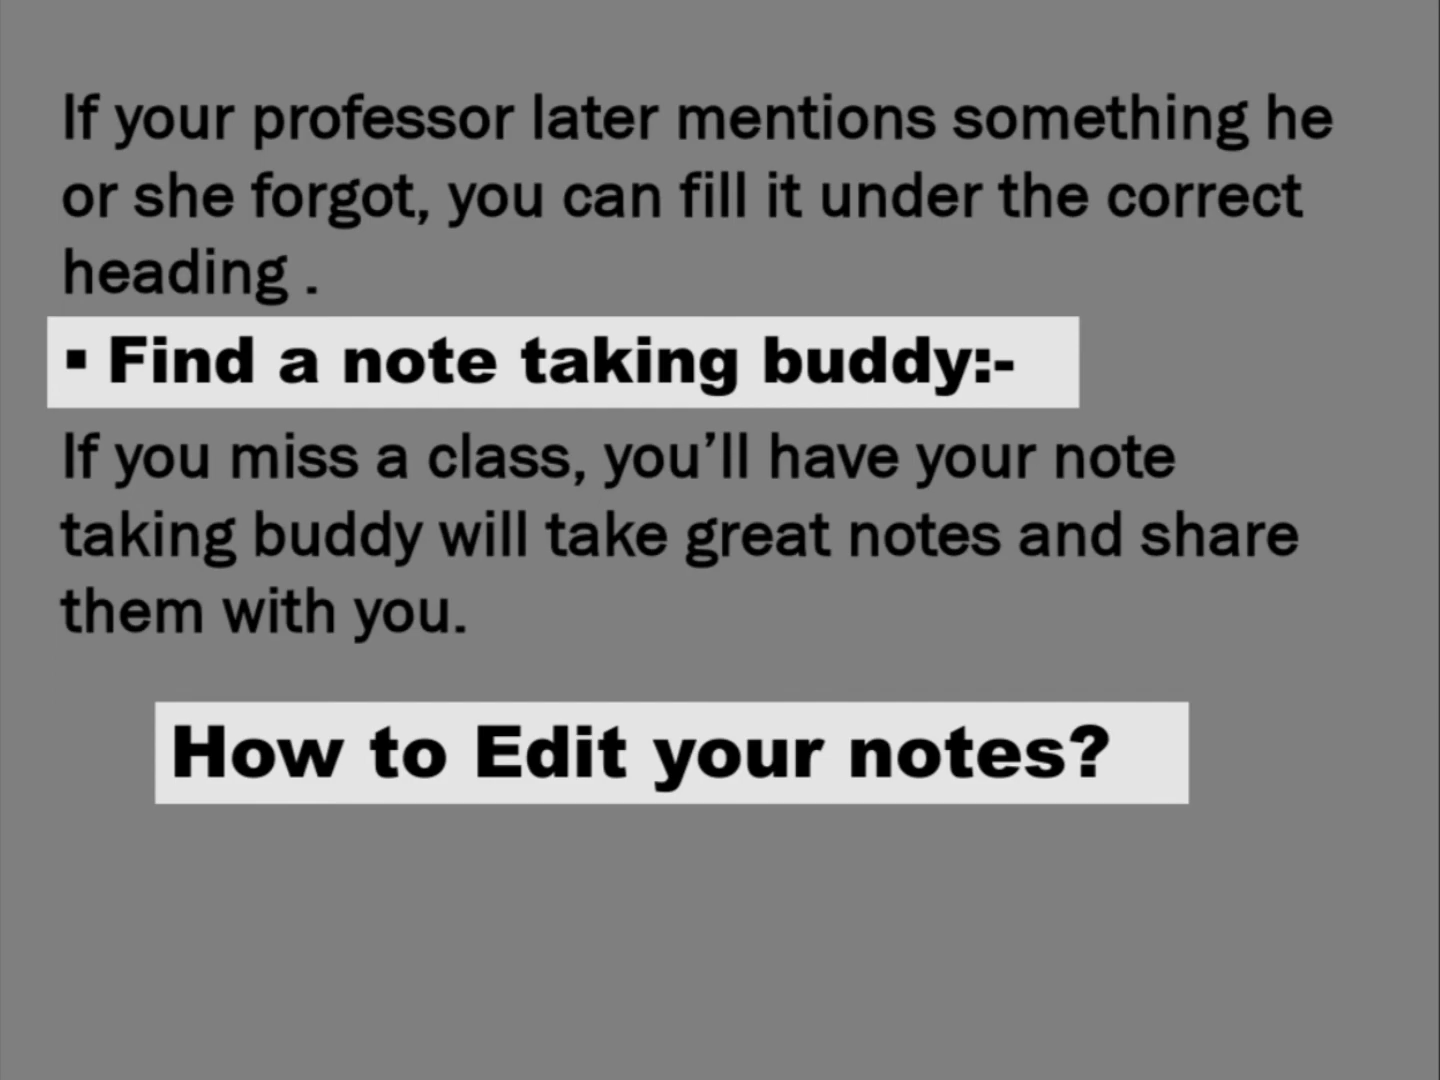 If your professor later mentions something he
or she forgot, you can fill it under the correct
heading .
▪ Find a note taking buddy:-
If you miss a class, you’ll have your note
taking buddy will take great notes and share
them with you.
How to Edit your notes?